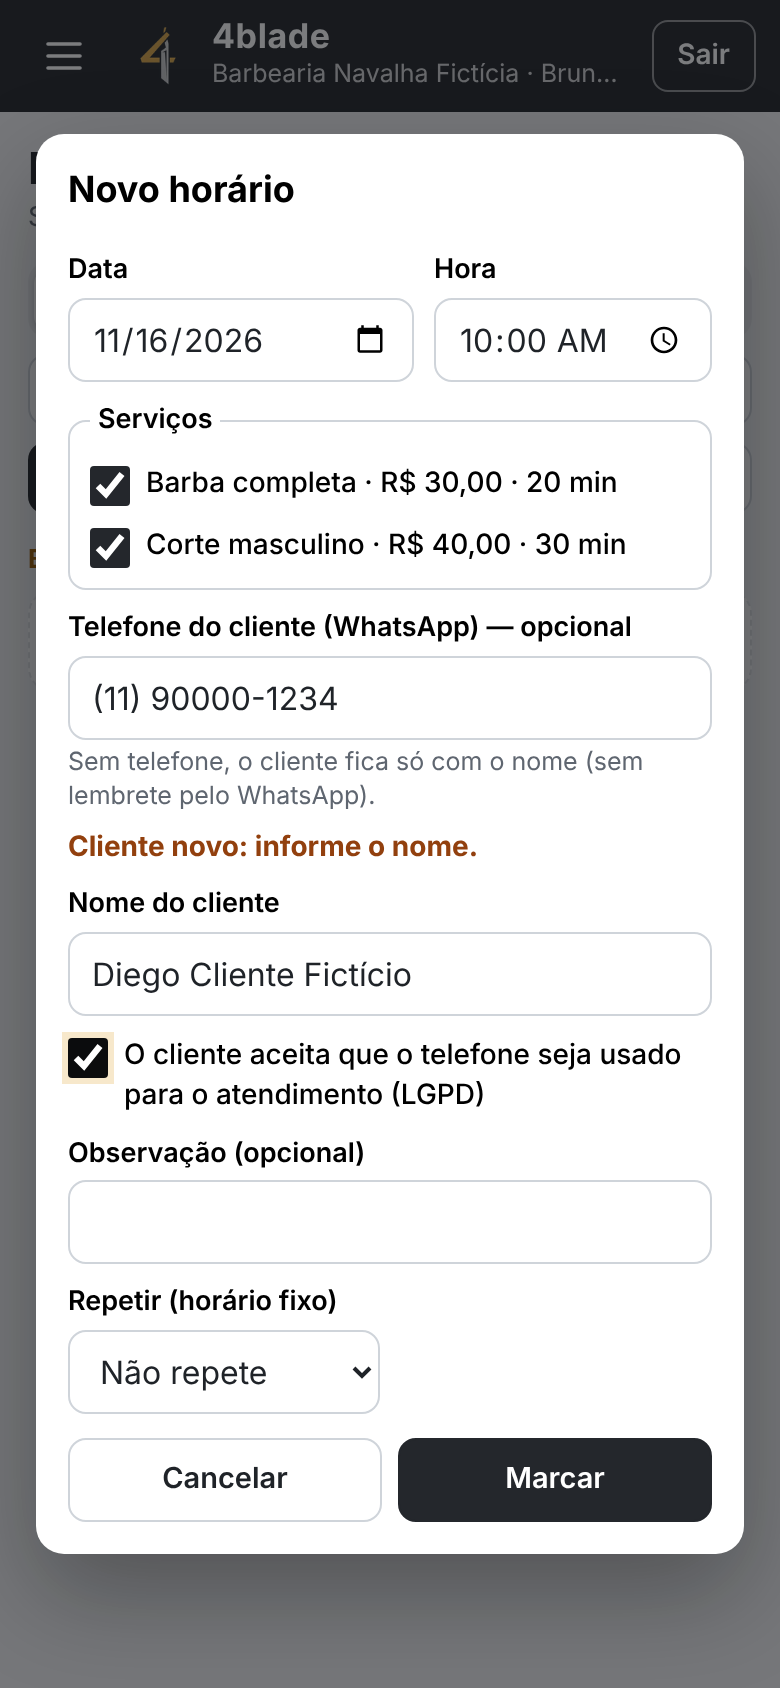 4blade
Barbearia Navalha Fictícia · Brun...
Sair
Novo horário
Data
Hora
11/16/2026
10:00 AM
Serviços
Barba completa · R$ 30,00 · 20 min
Corte masculino · R$ 40,00 · 30 min
Telefone do cliente (WhatsApp) — opcional
(11) 90000-1234
Sem telefone, o cliente fica só com o nome (sem
lembrete pelo WhatsApp).
Cliente novo: informe o nome.
Nome do cliente
Diego Cliente Fictício
O cliente aceita que o telefone seja usado
para o atendimento (LGPD)
Observação (opcional)
Repetir (horário fixo)
Não repete
Cancelar
Marcar